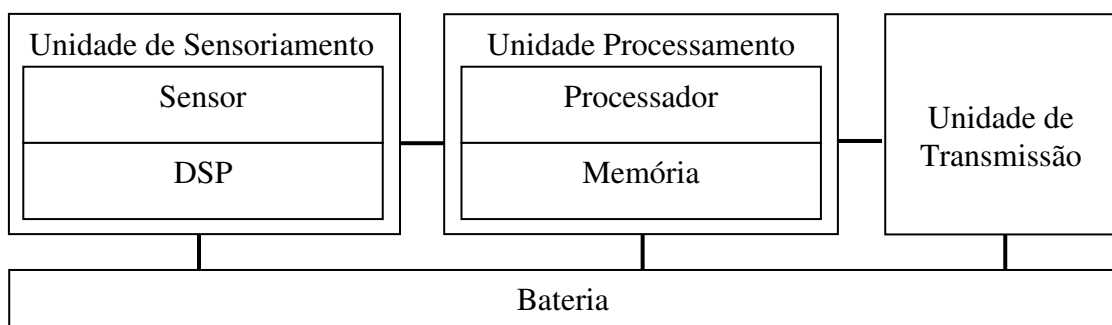 Unidade de Sensoriamento
Sensor
DSP
Unidade Processamento
Processador
Memória
Unidade de
Transmissão
Bateria